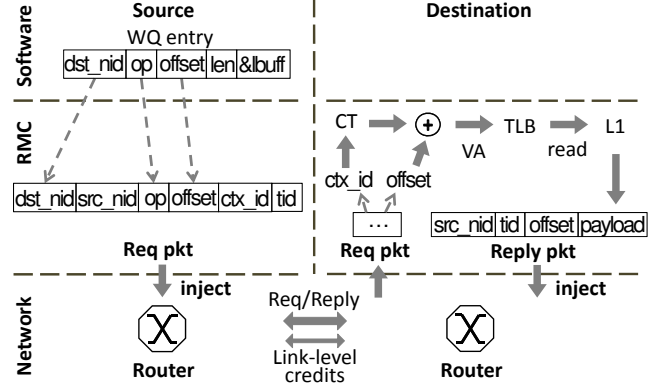 Source
Destination
Software
WQ entry
dst_nid op offset len &lbuff
RMC
CT + TLB L1
VA read
ctx_id offset
dst_nid src_nid op offset ctx_id tid
...
src_nid tid offset payload
Req pkt
Req pkt
Reply pkt
inject
inject
Network
Req/Reply
Link-level
credits
Router
Router